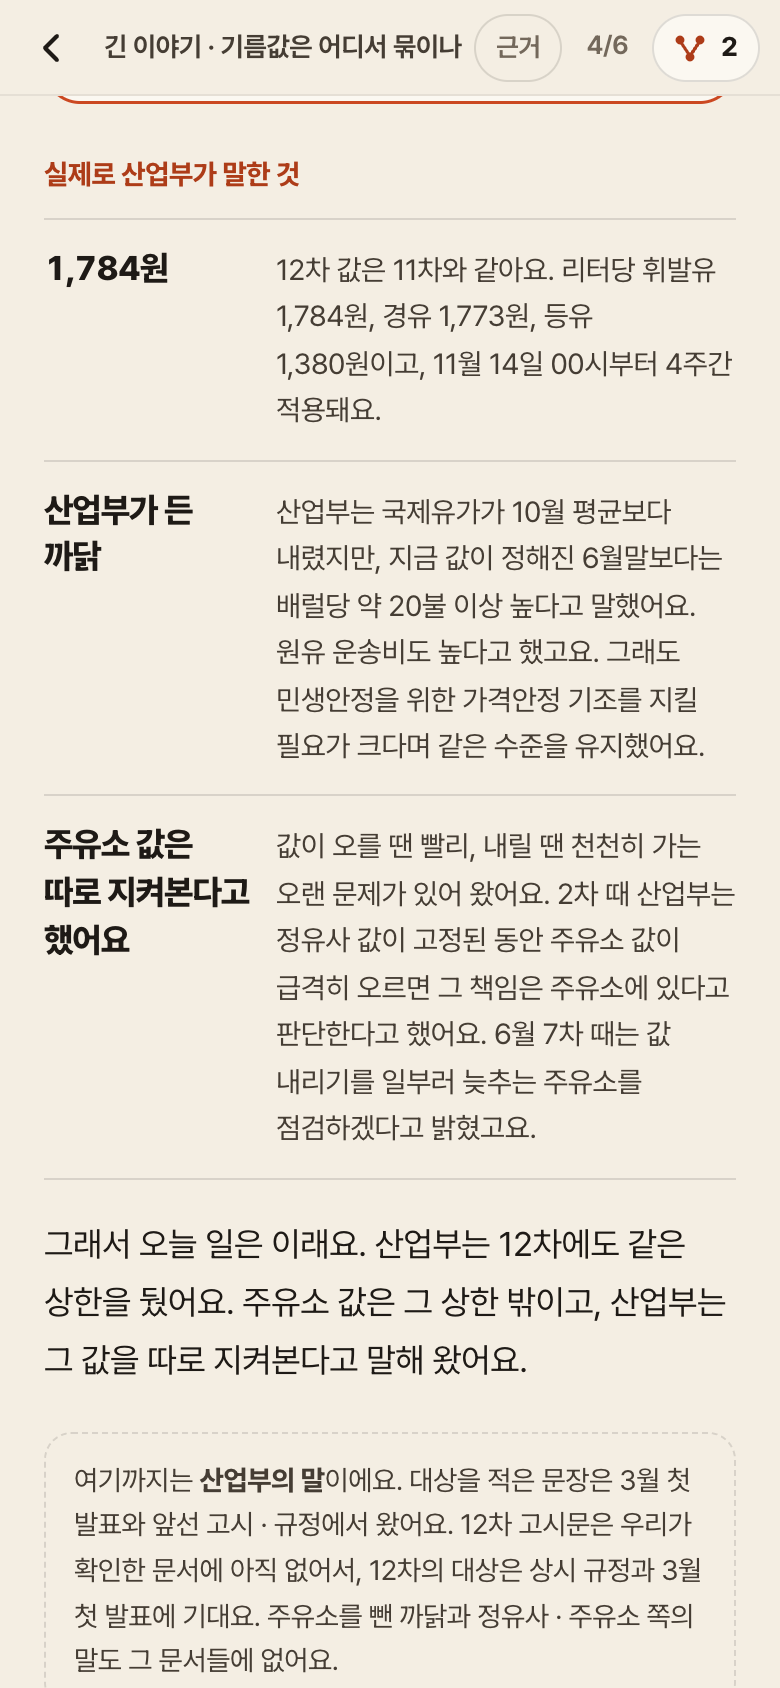 긴 이야기 · 기름값은 어디서 묶이나
근거
4/6
2
실제로 산업부가 말한 것
1,784원
12차 값은 11차와 같아요. 리터당 휘발유
1,784원, 경유 1,773원, 등유
1,380원이고, 11월 14일 00시부터 4주간
적용돼요.
산업부가 든
까닭
산업부는 국제유가가 10월 평균보다
내렸지만, 지금 값이 정해진 6월말보다는
배럴당 약 20불 이상 높다고 말했어요.
원유 운송비도 높다고 했고요. 그래도
민생안정을 위한 가격안정 기조를 지킬
필요가 크다며 같은 수준을 유지했어요.
주유소 값은
따로 지켜본다고
했어요
값이 오를 땐 빨리, 내릴 땐 천천히 가는
오랜 문제가 있어 왔어요. 2차 때 산업부는
정유사 값이 고정된 동안 주유소 값이
급격히 오르면 그 책임은 주유소에 있다고
판단한다고 했어요. 6월 7차 때는 값
내리기를 일부러 늦추는 주유소를
점검하겠다고 밝혔고요.
그래서 오늘 일은 이래요. 산업부는 12차에도 같은
상한을 뒀어요. 주유소 값은 그 상한 밖이고, 산업부는
그 값을 따로 지켜본다고 말해 왔어요.
여기까지는 산업부의 말이에요. 대상을 적은 문장은 3월 첫
발표와 앞선 고시 · 규정에서 왔어요. 12차 고시문은 우리가
확인한 문서에 아직 없어서, 12차의 대상은 상시 규정과 3월
첫 발표에 기대요. 주유소를 뺀 까닭과 정유사 · 주유소 쪽의
말도 그 문서들에 없어요.